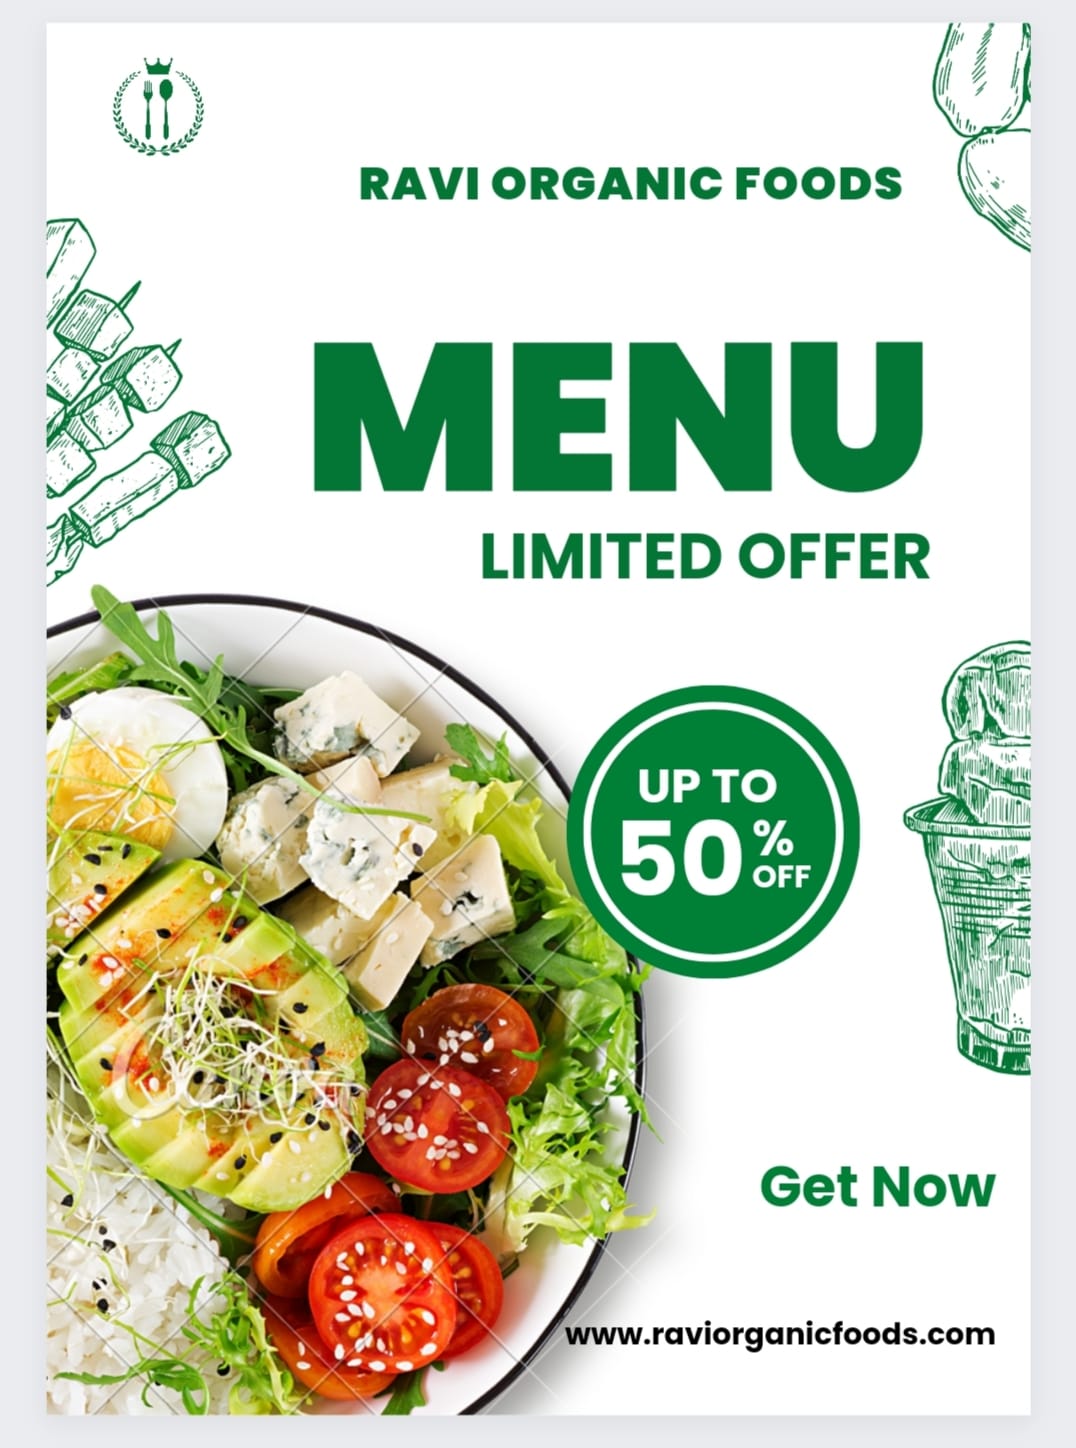 RAVI ORGANIC FOODS
MENU
LIMITED OFFER
UP TO
50% OFF
Get Now
www.raviorganicfoods.com